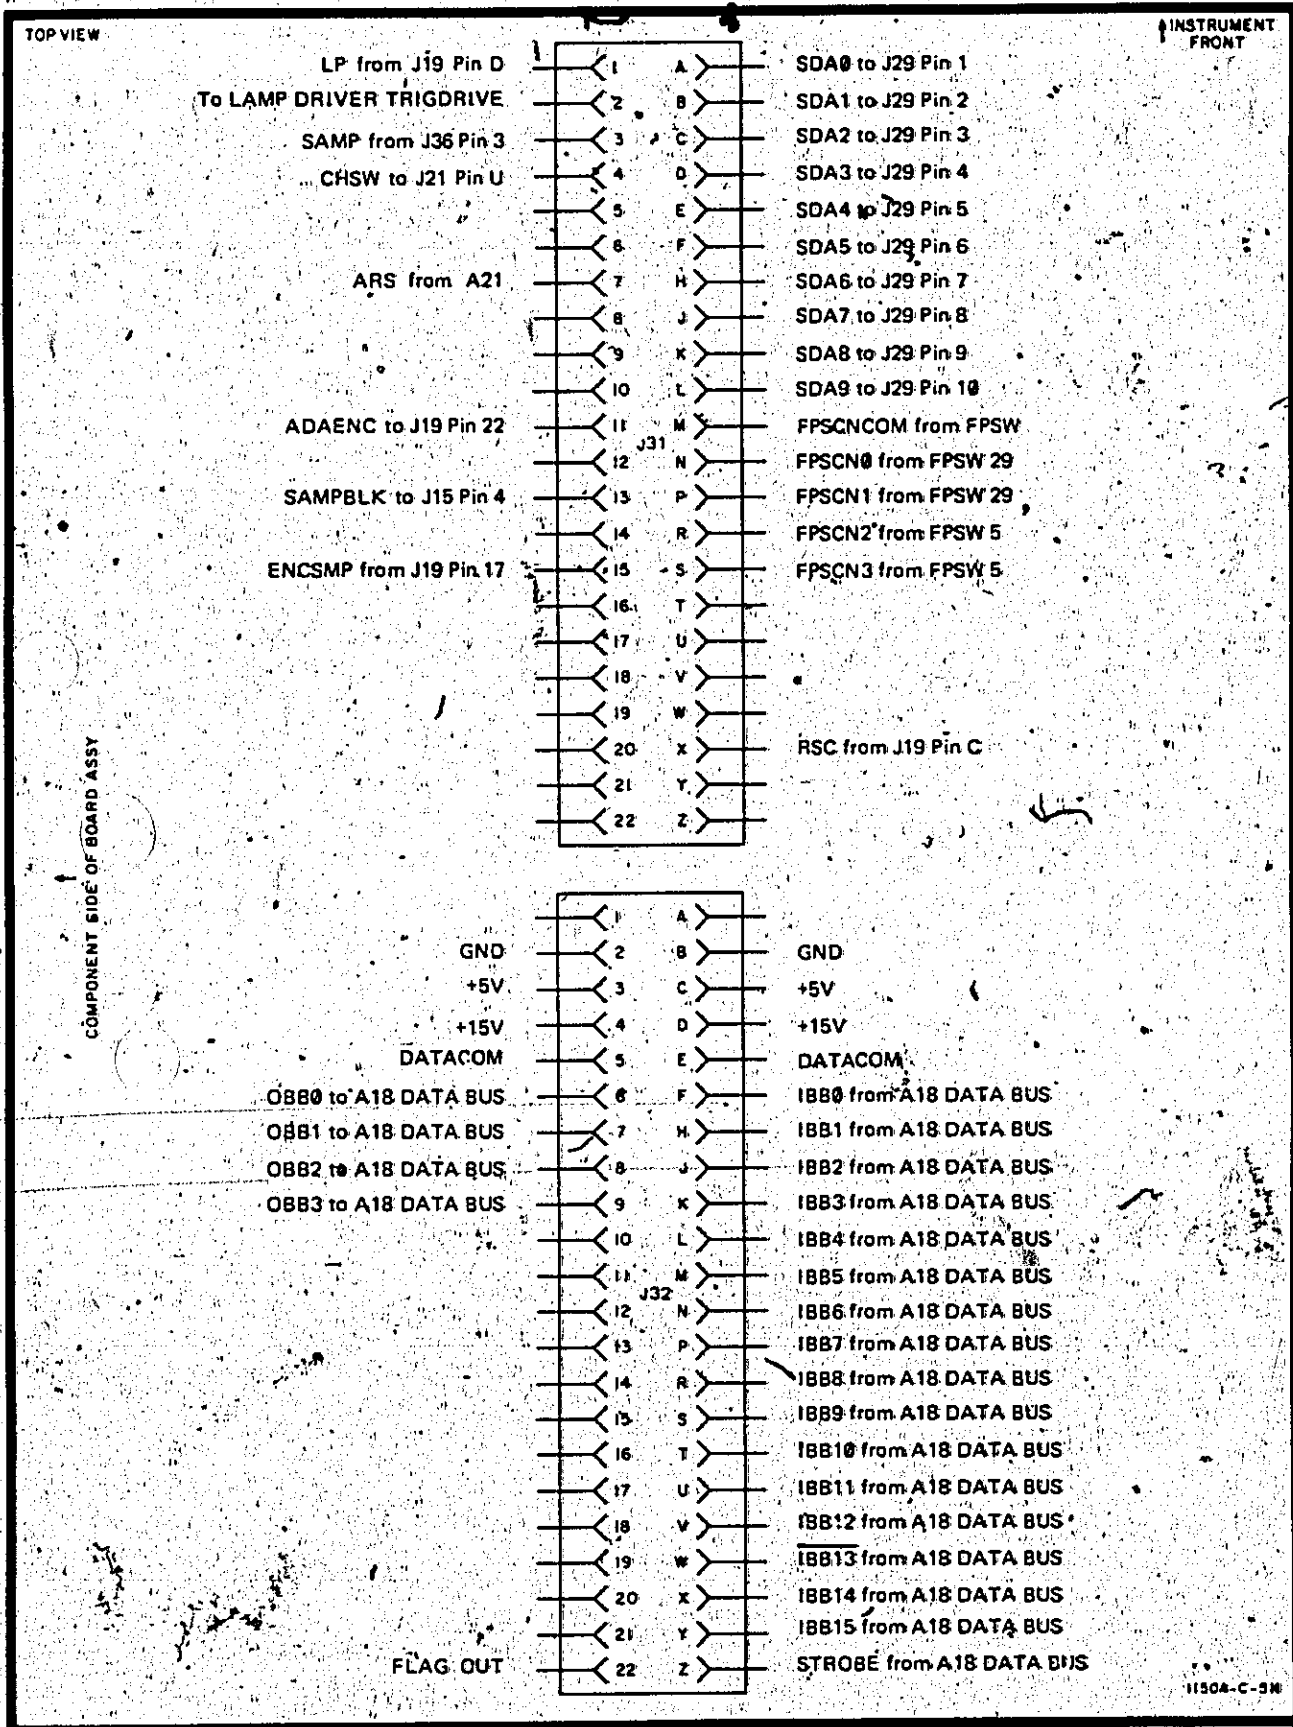 TOP VIEW
INSTRUMENT
FRONT
LP from J19 Pin D 1 A SDA0 to J29 Pin 1
To LAMP DRIVER TRIGDRIVE 2 B SDA1 to J29 Pin 2
SAMP from J36 Pin 3 3 C SDA2 to J29 Pin 3
CHSW to J21 Pin U 4 D SDA3 to J29 Pin 4
5 E SDA4 to J29 Pin 5
6 F SDA5 to J29 Pin 6
ARS from A21 7 H SDA6 to J29 Pin 7
8 J SDA7 to J29 Pin 8
9 K SDA8 to J29 Pin 9
10 L SDA9 to J29 Pin 10
ADAENC to J19 Pin 22 11 M FPSCNCOM from FPSW
J31
12 N FPSCN0 from FPSW 29
SAMPBLK to J15 Pin 4 13 P FPSCN1 from FPSW 29
14 R FPSCN2 from FPSW 5
ENCSMP from J19 Pin 17 15 S FPSCN3 from FPSW 5
16 T
17 U
18 V
19 W
20 X RSC from J19 Pin C
21 Y
22 Z
COMPONENT SIDE OF BOARD ASSY
1 A
GND 2 B GND
+5V 3 C +5V
+15V 4 D +15V
DATACOM 5 E DATACOM
OBB0 to A18 DATA BUS 6 F IBB0 from A18 DATA BUS
OBB1 to A18 DATA BUS 7 H IBB1 from A18 DATA BUS
OBB2 to A18 DATA BUS 8 J IBB2 from A18 DATA BUS
OBB3 to A18 DATA BUS 9 K IBB3 from A18 DATA BUS
10 L IBB4 from A18 DATA BUS
11 M IBB5 from A18 DATA BUS
J32
12 N IBB6 from A18 DATA BUS
13 P IBB7 from A18 DATA BUS
14 R IBB8 from A18 DATA BUS
15 S IBB9 from A18 DATA BUS
16 T IBB10 from A18 DATA BUS
17 U IBB11 from A18 DATA BUS
18 V IBB12 from A18 DATA BUS
19 W IBB13 from A18 DATA BUS
20 X IBB14 from A18 DATA BUS
21 Y IBB15 from A18 DATA BUS
FLAG OUT 22 Z STROBE from A18 DATA BUS